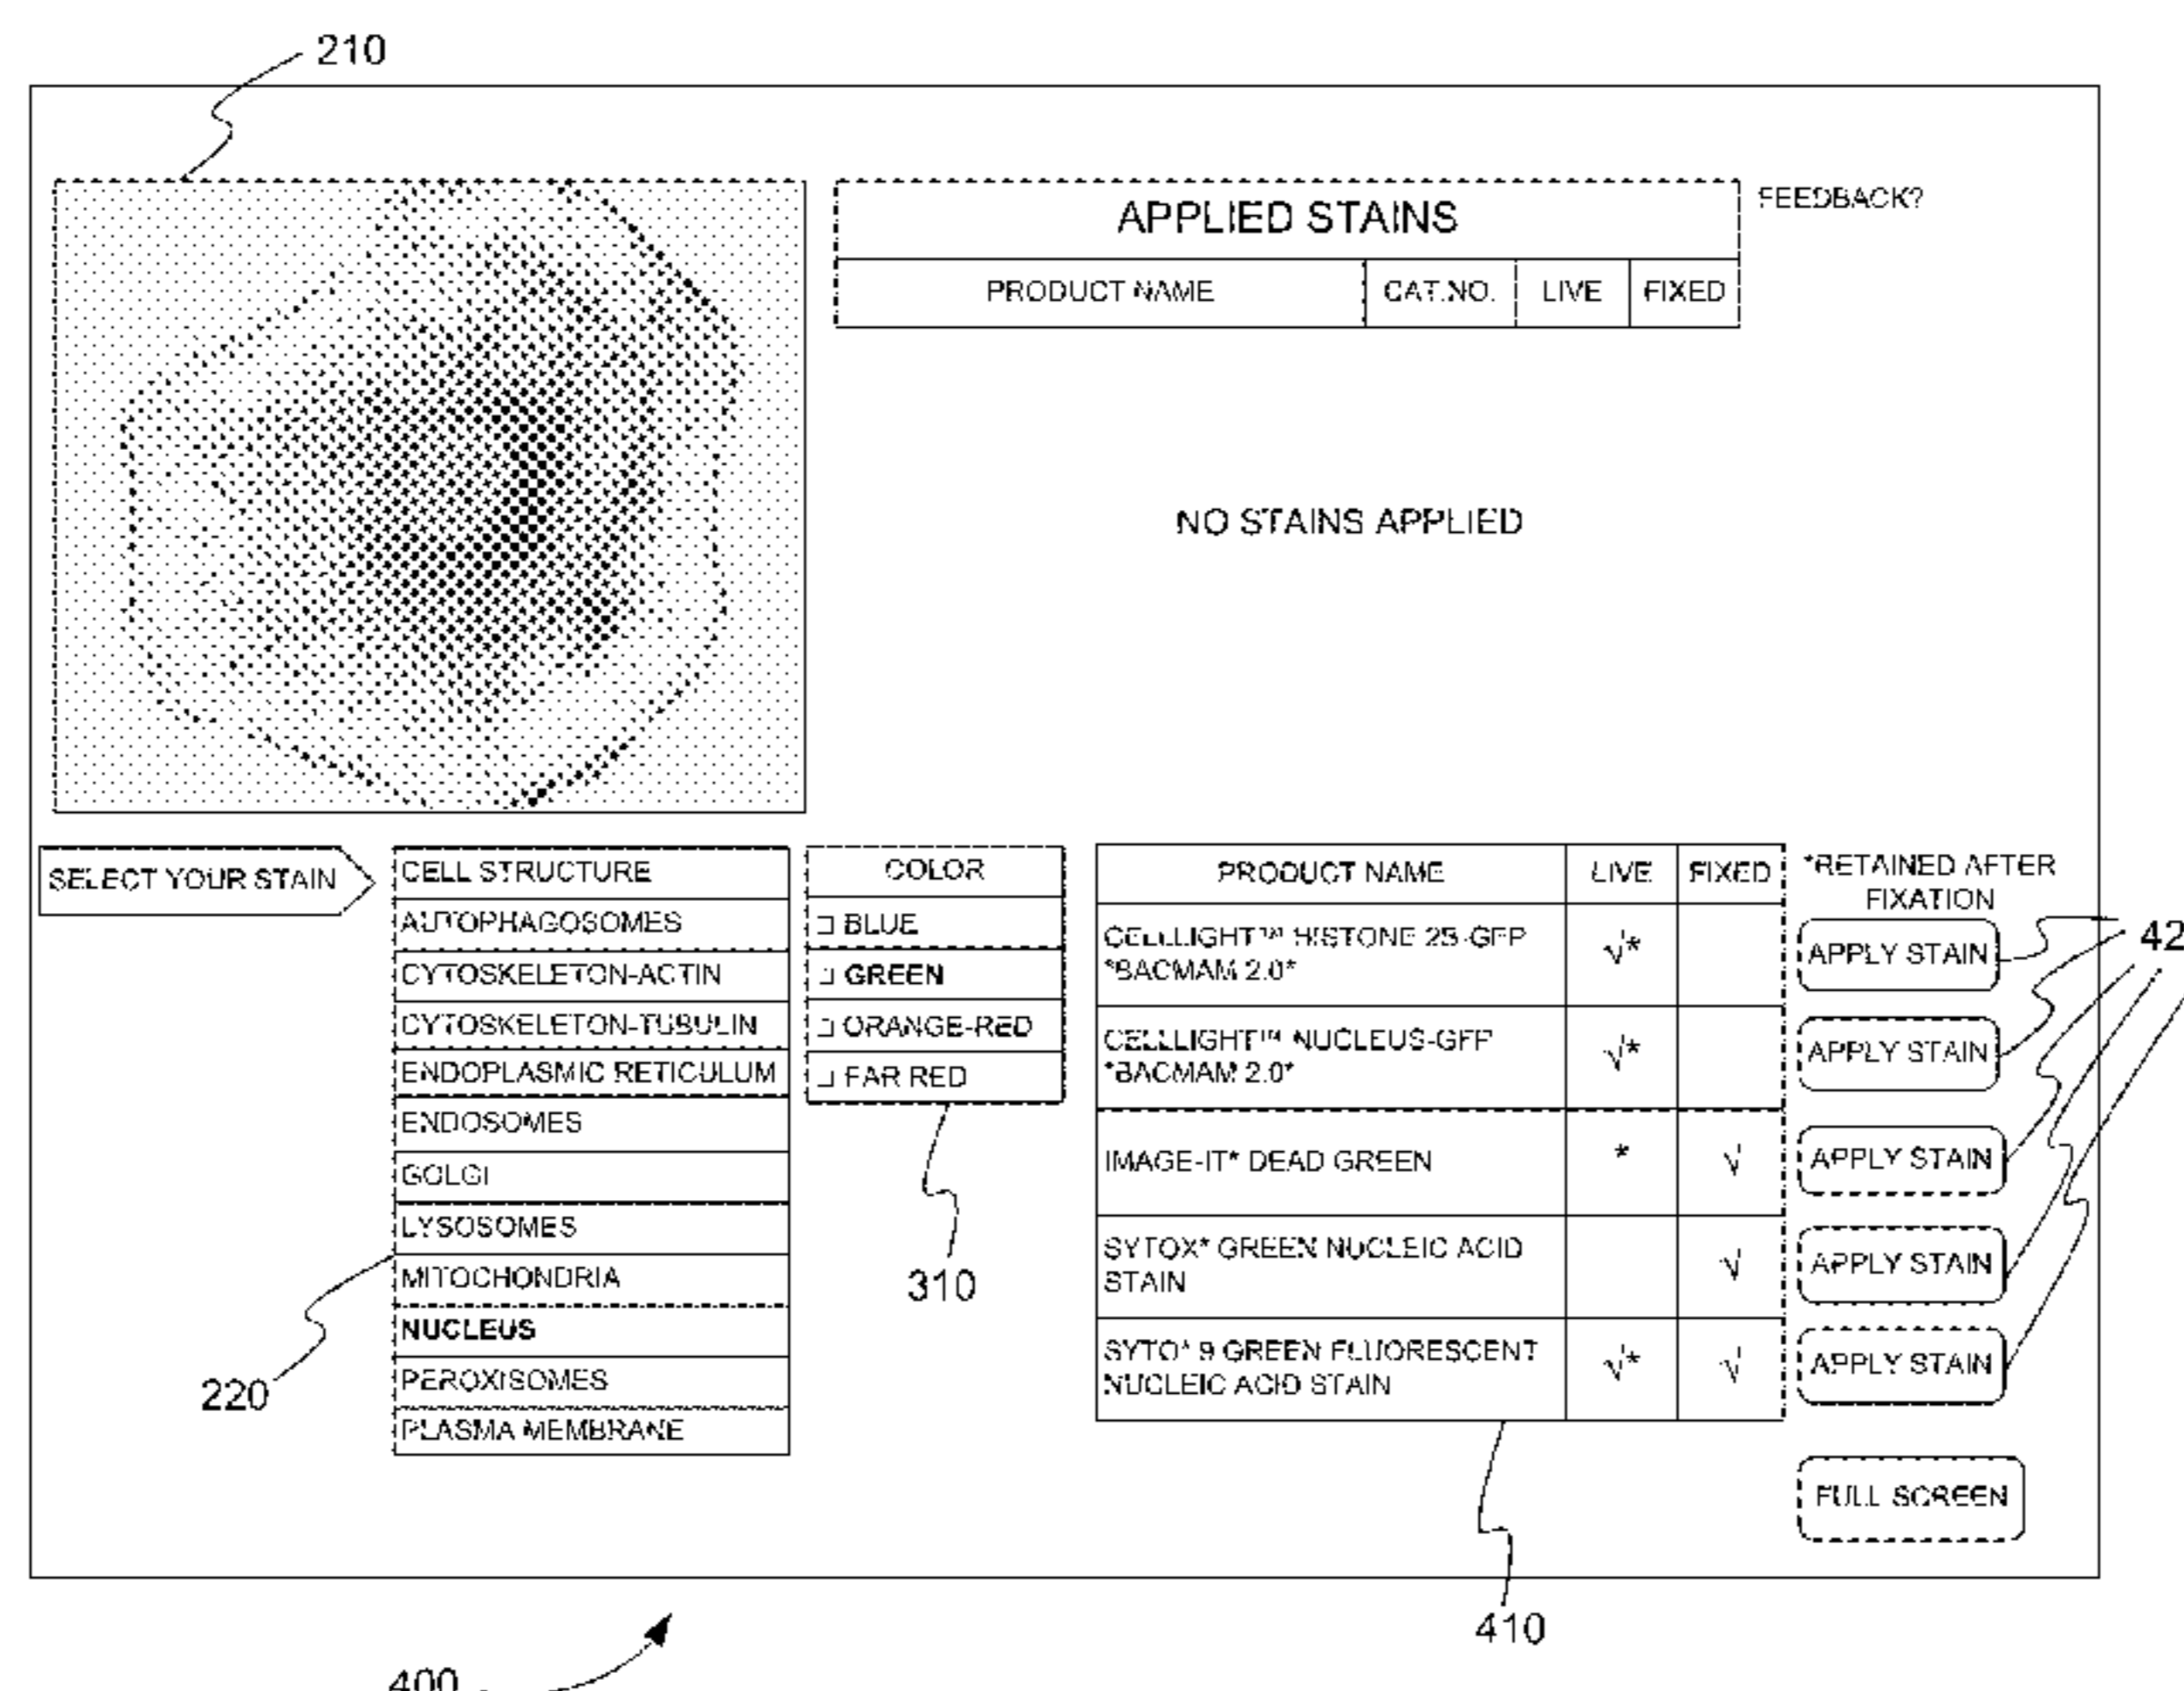 210
APPLIED STAINS
FEEDBACK?
PRODUCT NAME CAT.NO. LIVE FIXED
NO STAINS APPLIED
SELECT YOUR STAIN
CELL STRUCTURE
AUTOPHAGOSOMES
CYTOSKELETON-ACTIN
CYTOSKELETON-TUBULIN
ENDOPLASMIC RETICULUM
ENDOSOMES
GOLGI
LYSOSOMES
MITOCHONDRIA
NUCLEUS
PEROXISOMES
PLASMA MEMBRANE
220
COLOR
BLUE
GREEN
ORANGE-RED
FAR RED
310
PRODUCT NAME LIVE FIXED
*RETAINED AFTER
FIXATION
CELLLIGHT™ HISTONE 2B-GFP
*BACMAM 2.0* √*
APPLY STAIN
CELLLIGHT™ NUCLEUS-GFP
*BACMAM 2.0* √*
APPLY STAIN
IMAGE-IT* DEAD GREEN * √
APPLY STAIN
SYTOX* GREEN NUCLEIC ACID
STAIN √
APPLY STAIN
SYTO* 9 GREEN FLUORESCENT
NUCLEIC ACID STAIN √* √
APPLY STAIN
42
FULL SCREEN
410
400